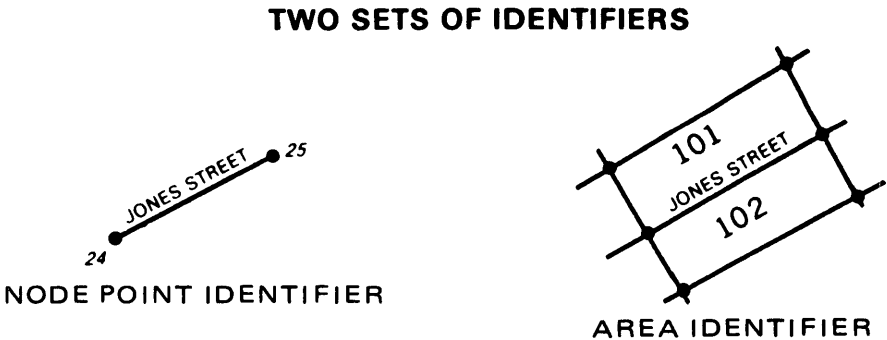 TWO SETS OF IDENTIFIERS
JONES STREET
25
24
NODE POINT IDENTIFIER
101
JONES STREET
102
AREA IDENTIFIER